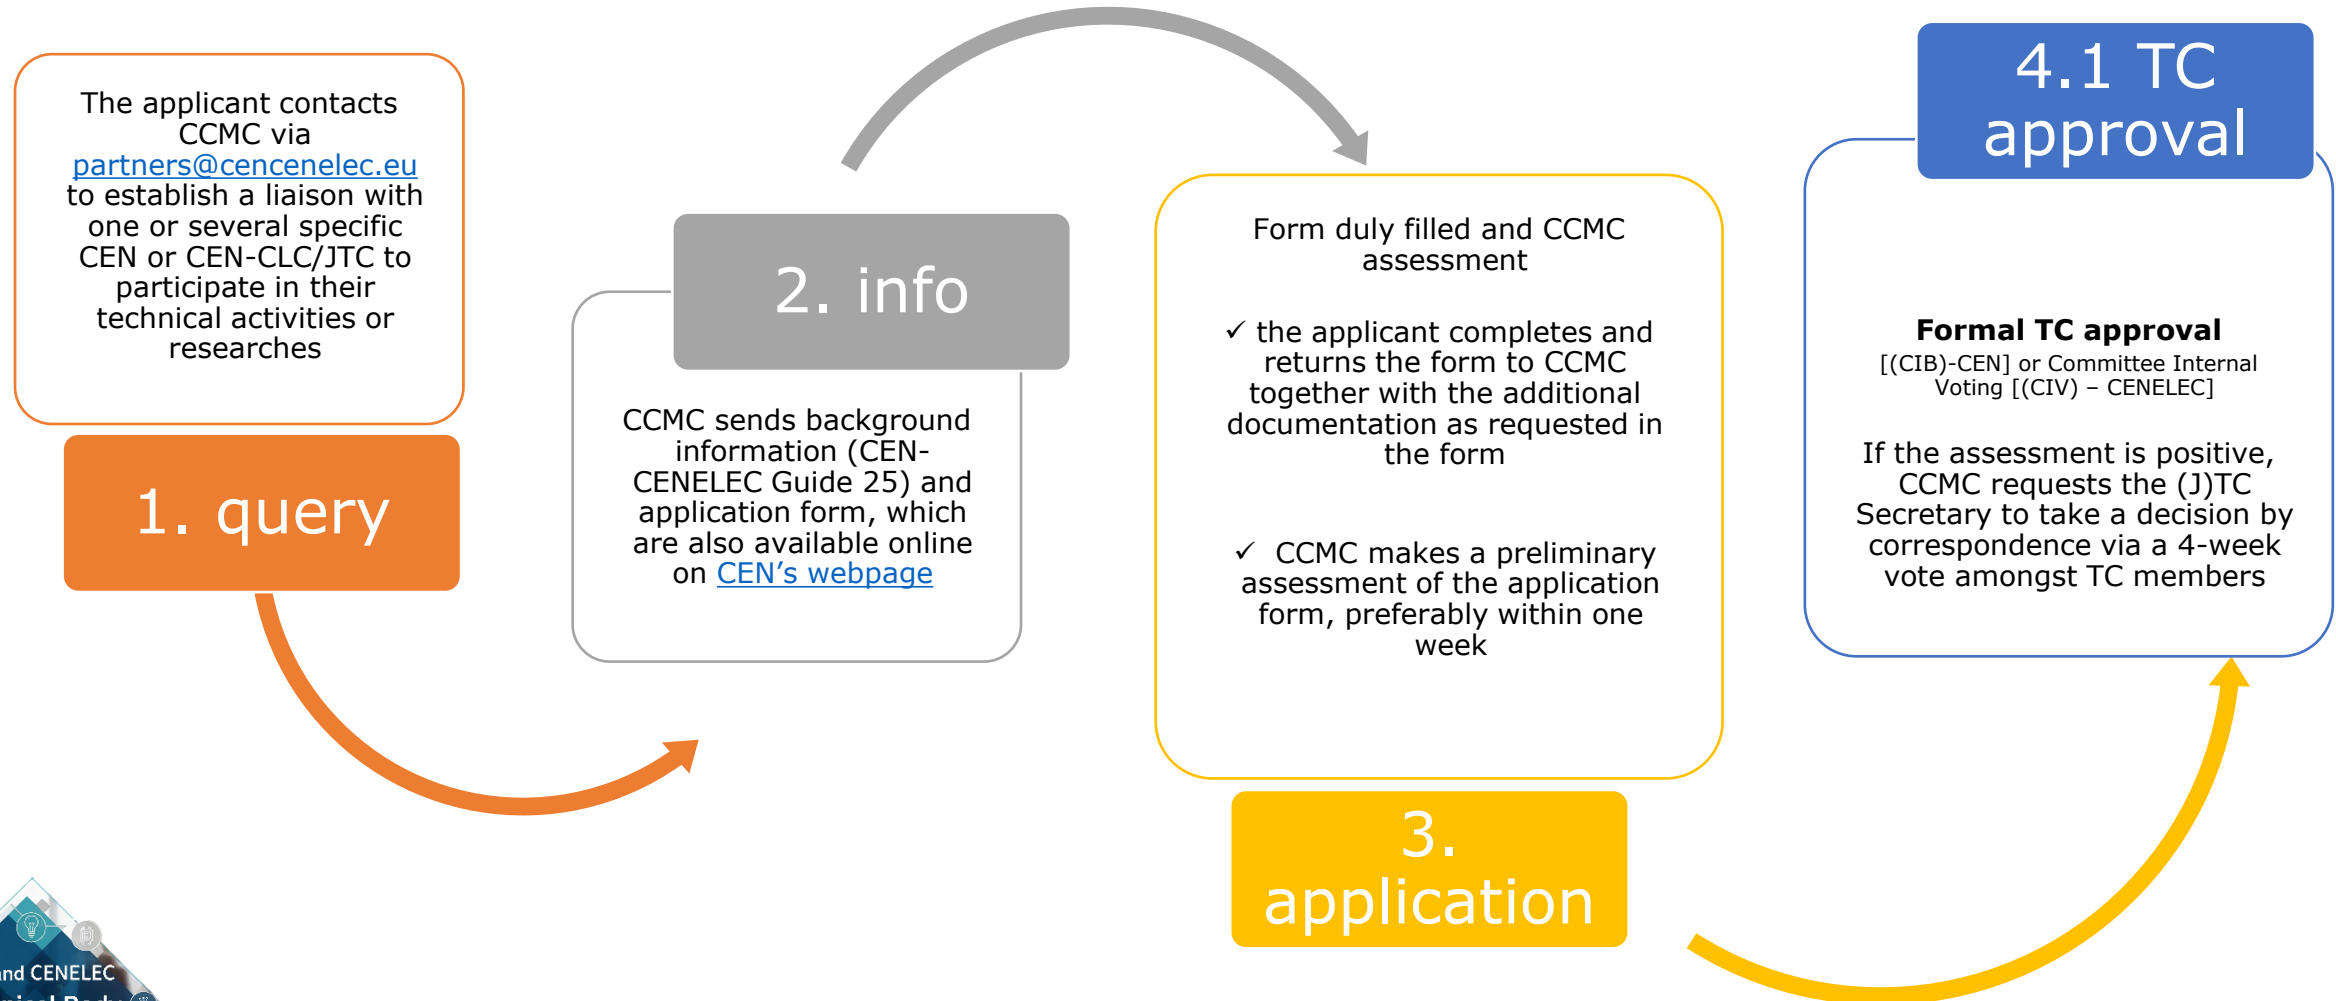 The applicant contacts
CCMC via
partners@cencenelec.eu
to establish a liaison with
one or several specific
CEN or CEN-CLC/JTC to
participate in their
technical activities or
researches
1. query
2. info
CCMC sends background
information (CEN-
CENELEC Guide 25) and
application form, which
are also available online
on CEN’s webpage
Form duly filled and CCMC
assessment
✓ the applicant completes and
returns the form to CCMC
together with the additional
documentation as requested in
the form
✓ CCMC makes a preliminary
assessment of the application
form, preferably within one
week
3.
application
4.1 TC
approval
Formal TC approval
[(CIB)-CEN] or Committee Internal
Voting [(CIV) – CENELEC]
If the assessment is positive,
CCMC requests the (J)TC
Secretary to take a decision by
correspondence via a 4-week
vote amongst TC members
and CENELEC